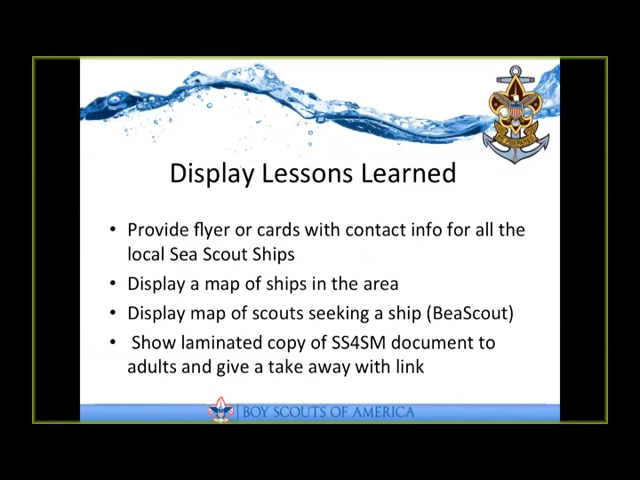 Display Lessons Learned
• Provide flyer or cards with contact info for all the
local Sea Scout Ships
• Display a map of ships in the area
• Display map of scouts seeking a ship (BeaScout)
• Show laminated copy of SS4SM document to
adults and give a take away with link
BOY SCOUTS OF AMERICA